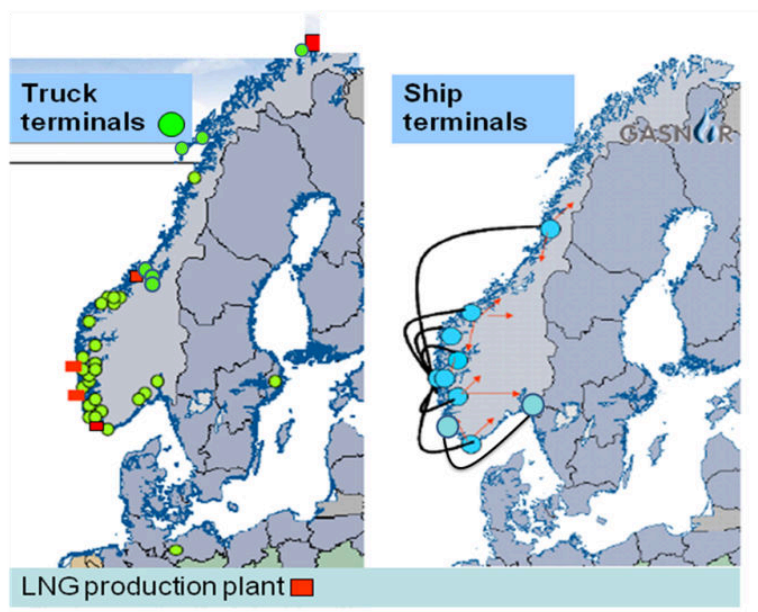 Truck
terminals
Ship
terminals
GASNOR
LNG production plant